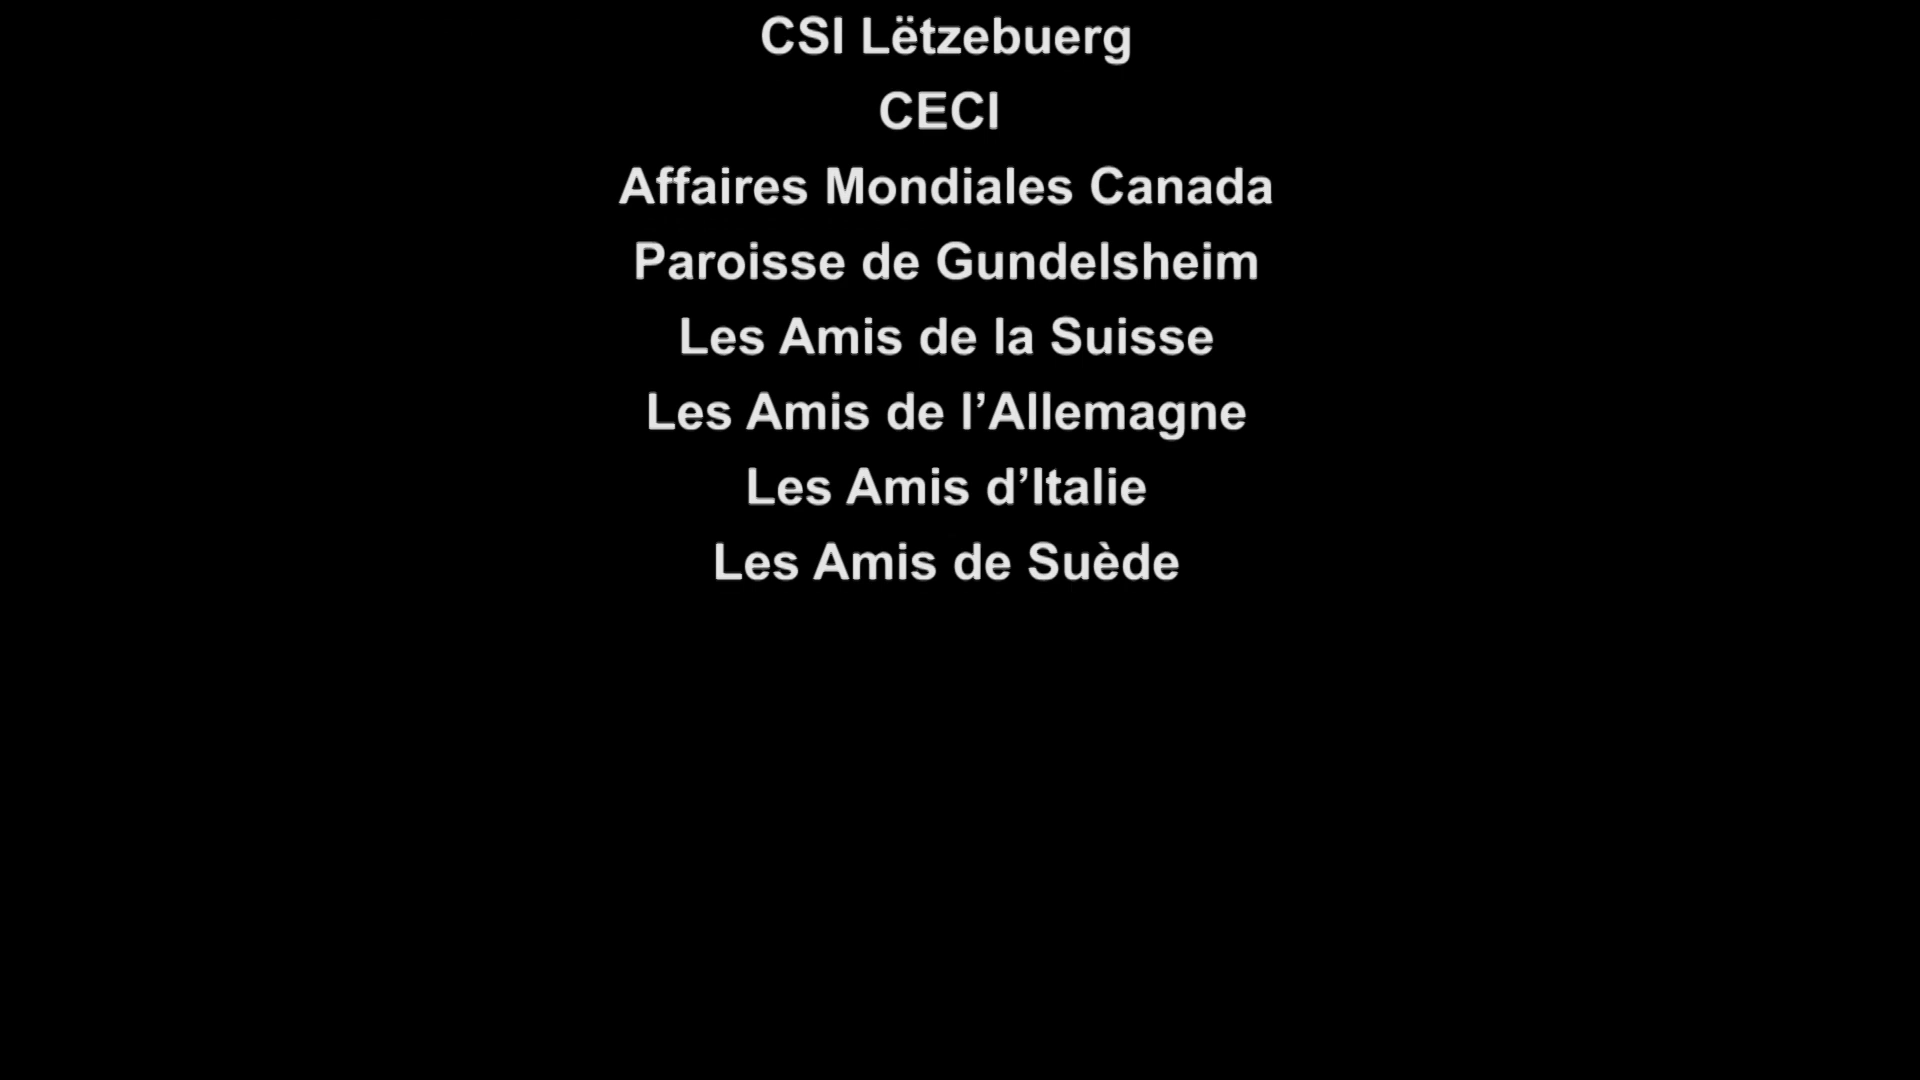 CSI Lëtzebuerg
CECI
Affaires Mondiales Canada
Paroisse de Gundelsheim
Les Amis de la Suisse
Les Amis de l’Allemagne
Les Amis d’Italie
Les Amis de Suède